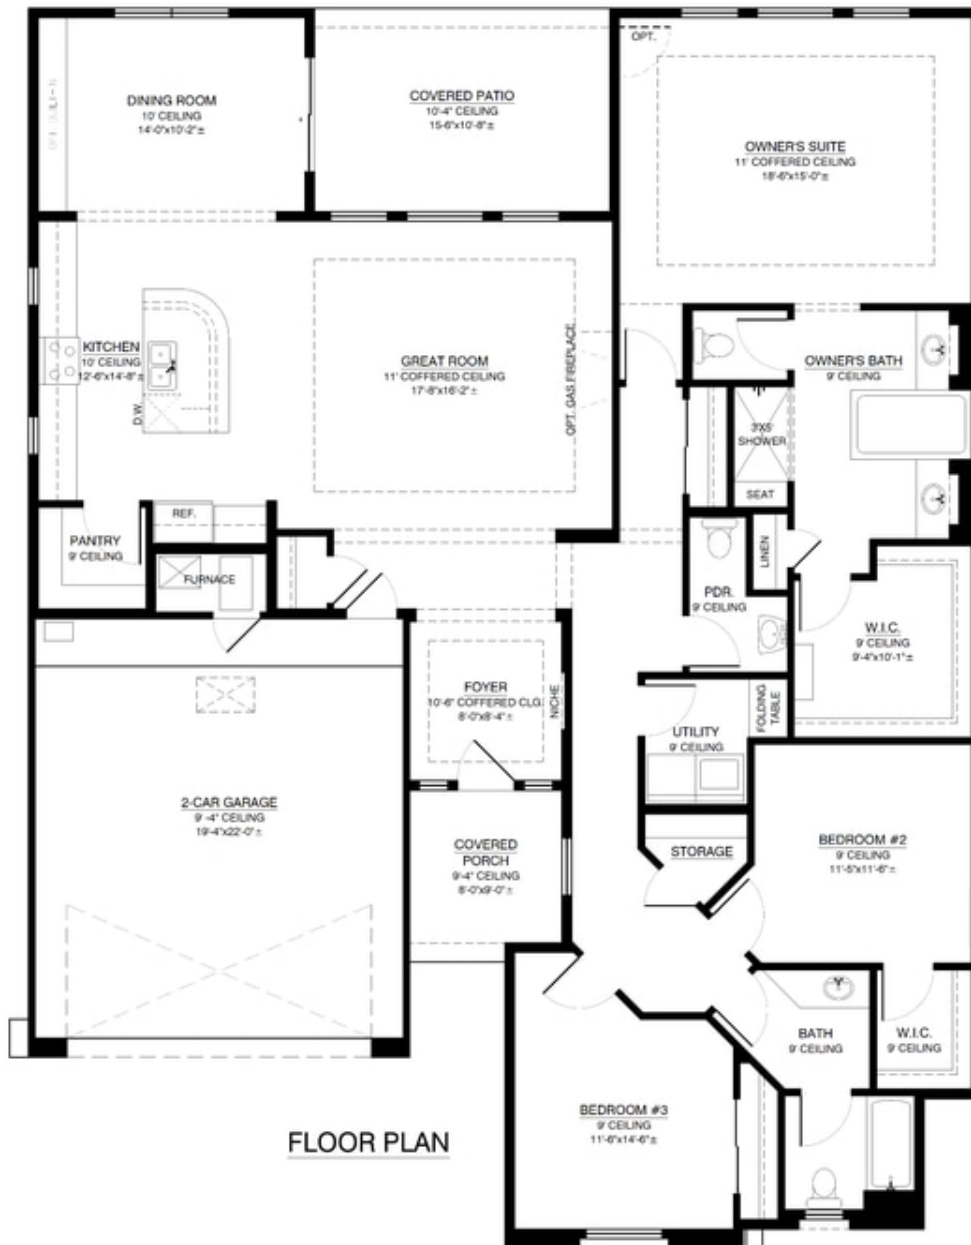 DINING ROOM
10' CEILING
14'-0"x10'-2"±
COVERED PATIO
10'-4" CEILING
15'-6"x10'-8"±
OPT.
OWNER'S SUITE
11' COFFERED CEILING
18'-6"x15'-0"±
KITCHEN
10' CEILING
12'-6"x14'-8"±
D.W.
GREAT ROOM
11' COFFERED CEILING
17'-8"x16'-2"±
OPT. GAS FIREPLACE
OWNER'S BATH
9' CEILING
3'X5'
SHOWER
SEAT
REF.
PANTRY
9' CEILING
FURNACE
LINEN
PDR.
9' CEILING
W.I.C.
9' CEILING
9'-4"x10'-1"±
FOYER
10'-6" COFFERED CLG.
8'-0"x8'-4"±
NICHE
UTILITY
9' CEILING
FOLDING
TABLE
2-CAR GARAGE
9'-4" CEILING
19'-4"x22'-0"±
COVERED
PORCH
9'-4" CEILING
8'-0"x9'-0"±
STORAGE
BEDROOM #2
9' CEILING
11'-5"x11'-6"±
BATH
9' CEILING
W.I.C.
9' CEILING
BEDROOM #3
9' CEILING
11'-6"x14'-6"±
FLOOR PLAN